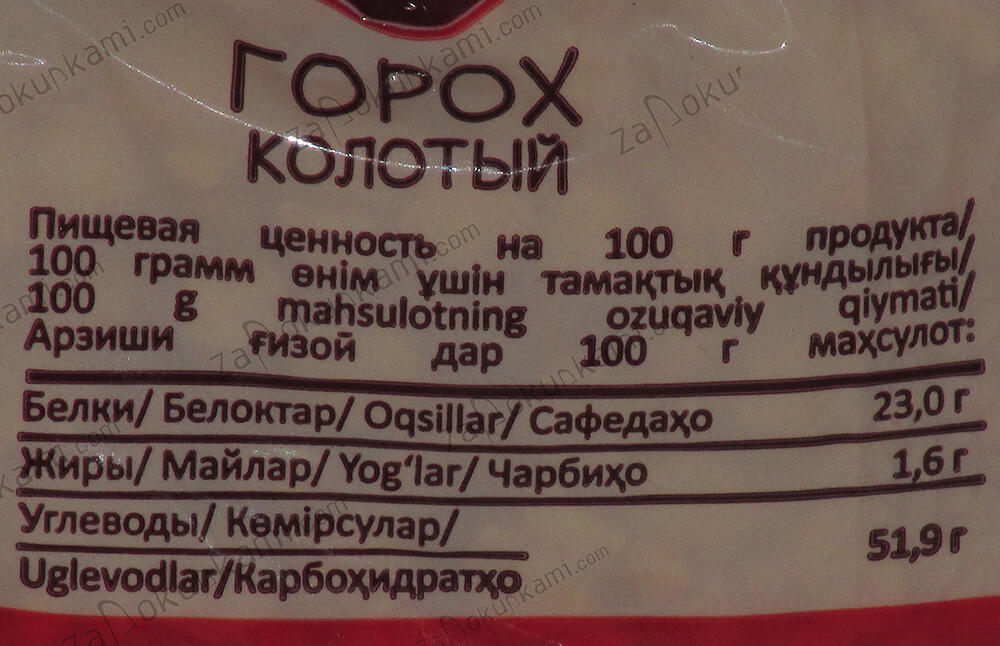 ГОРОХ
КОЛОТЫЙ
Пищевая ценность на 100 г продукта/
100 грамм өнім үшін тамақтық құндылығы/
100 g mahsulotning ozuqaviy qiymati/
Арзиши ғизой дар 100 г маҳсулот:
Белки/ Белоктар/ Oqsillar/ Сафедаҳо 23,0 г
Жиры/ Майлар/ Yog‘lar/ Чарбиҳо 1,6 г
Углеводы/ Көмірсулар/
51,9 г
Uglevodlar/Карбоҳидратҳо
zapokupkami.com